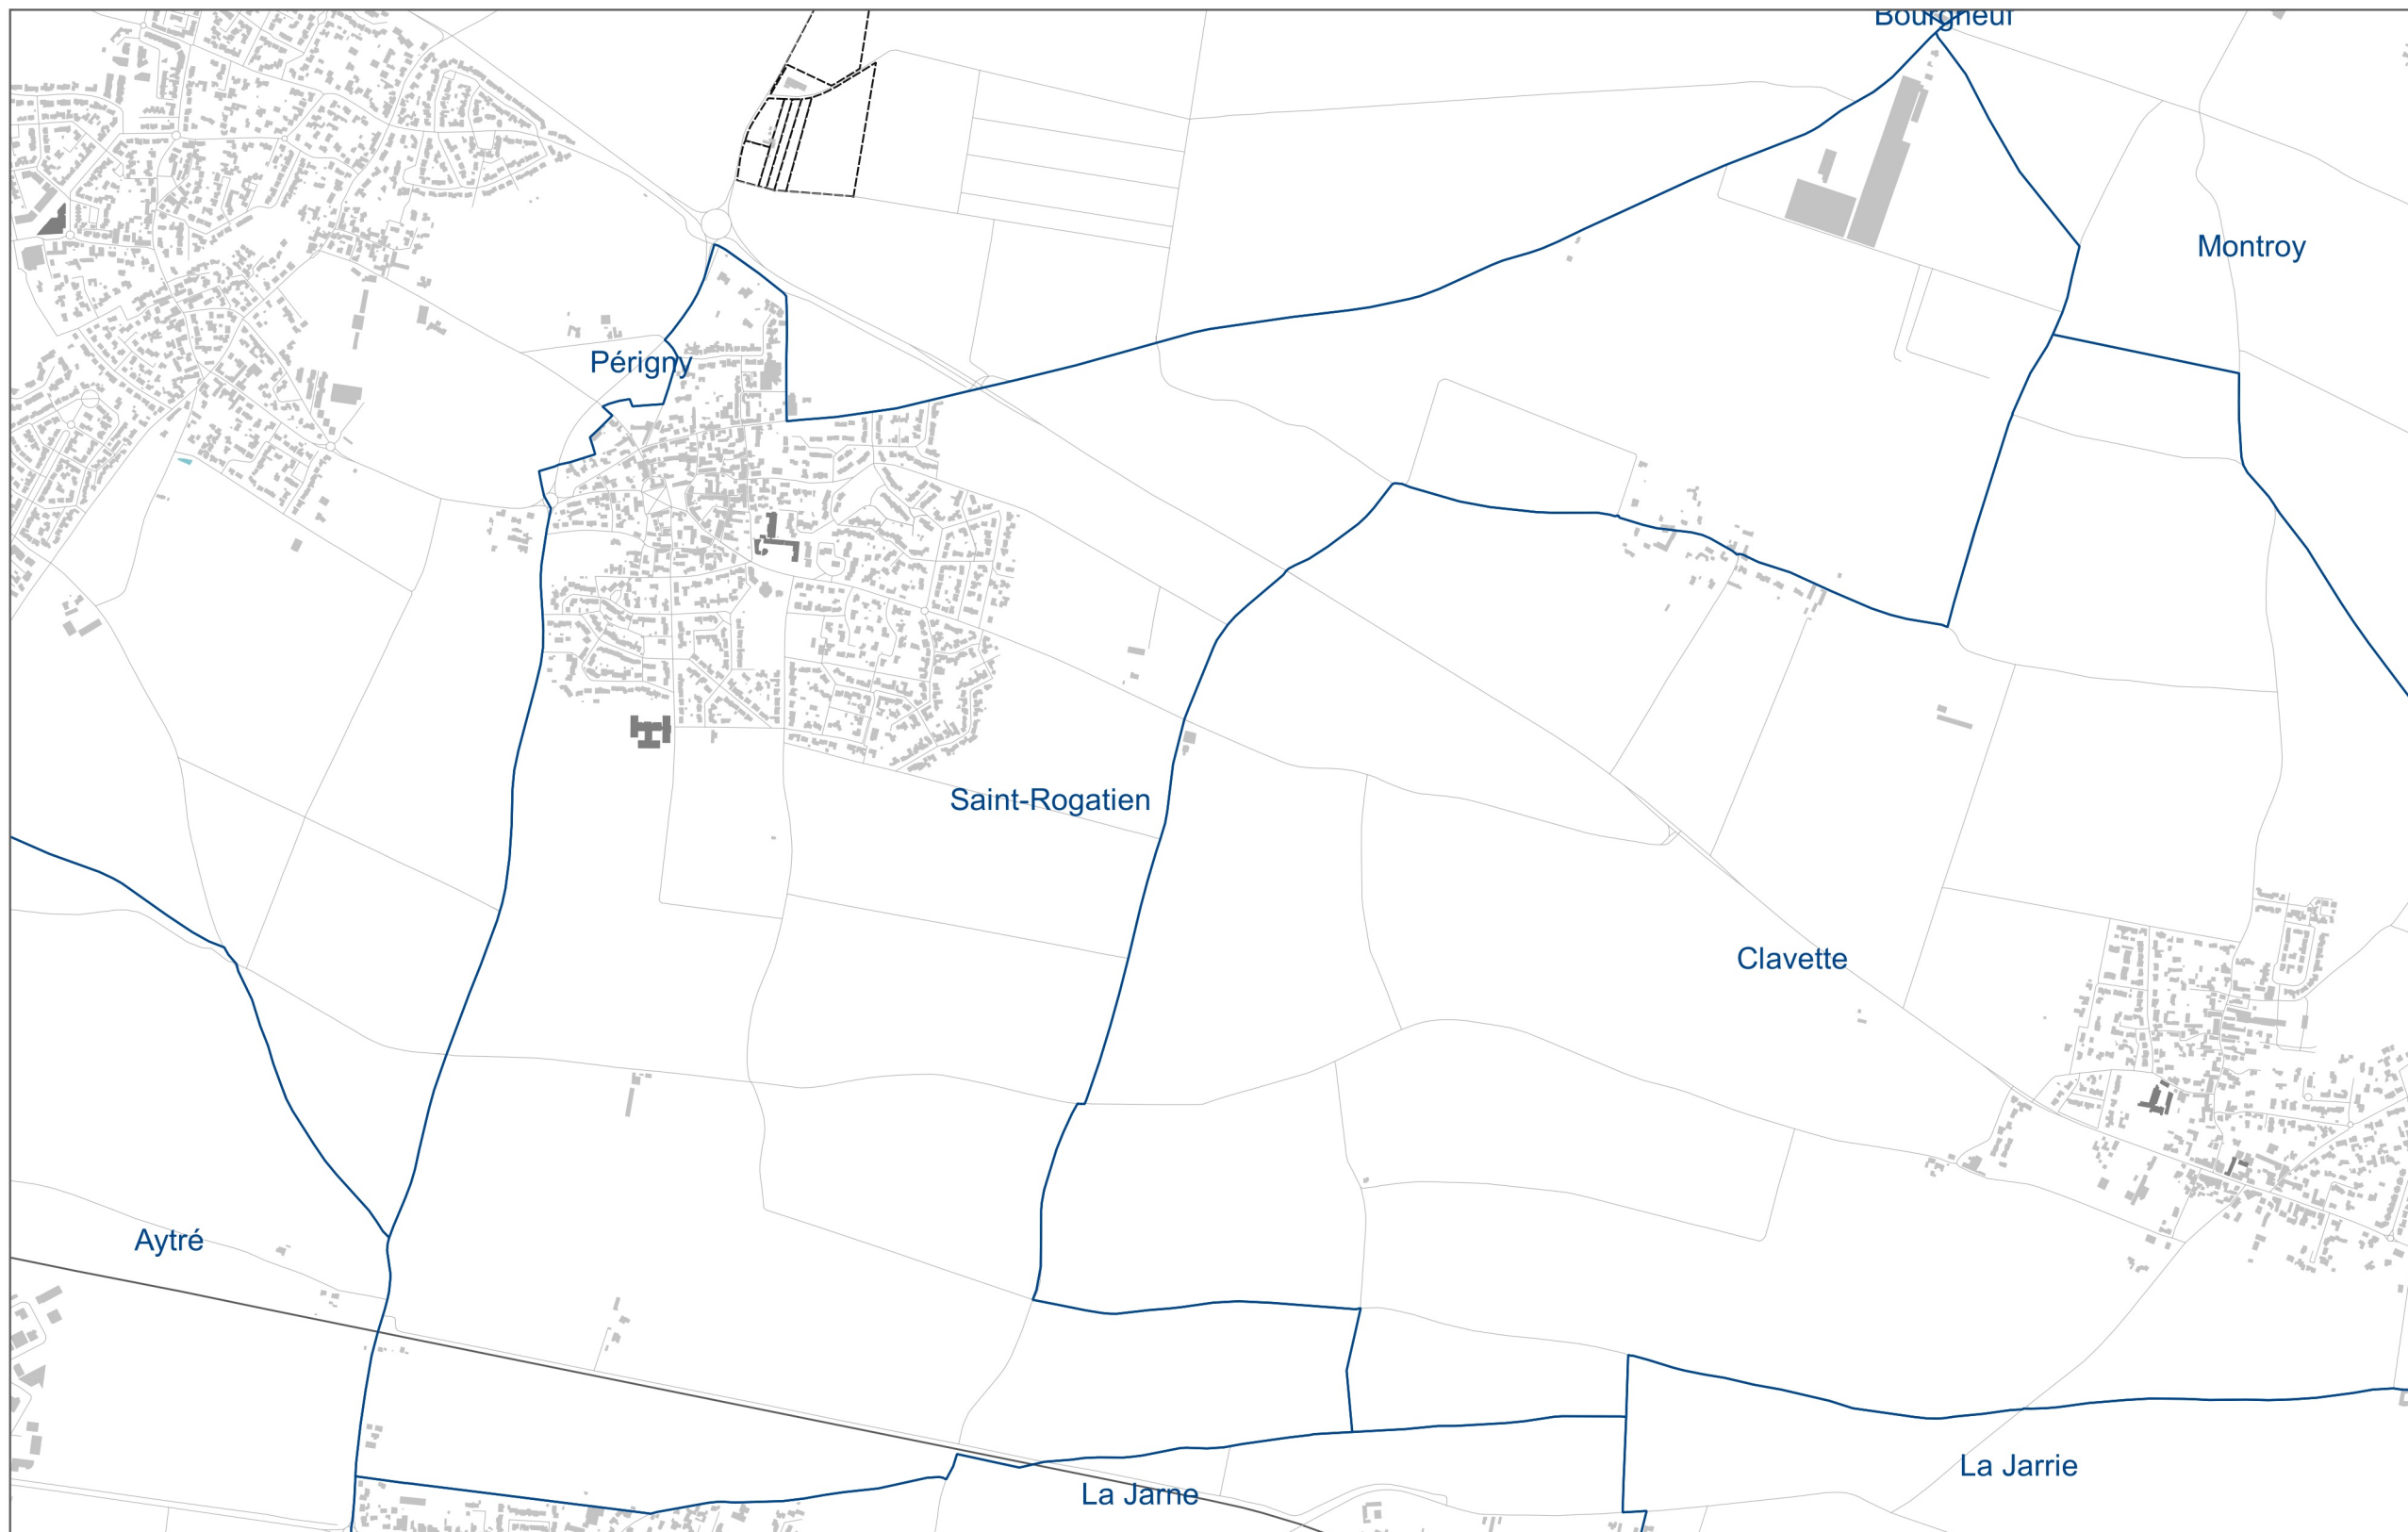 Bourgneuf
Montroy
Périgny
Saint-Rogatien
Clavette
Aytré
La Jarrie
La Jarne